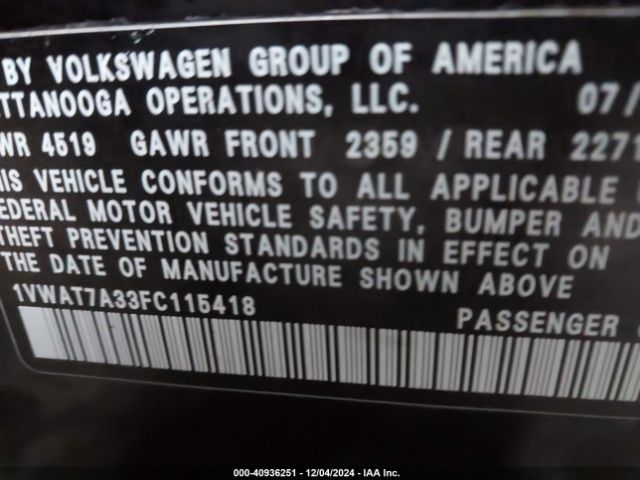 BY VOLKSWAGEN GROUP OF AMERICA
TTANOOGA OPERATIONS, LLC. 07/
WR 4519 GAWR FRONT 2359 / REAR 2271
IS VEHICLE CONFORMS TO ALL APPLICABLE
EDERAL MOTOR VEHICLE SAFETY, BUMPER AND
THEFT PREVENTION STANDARDS IN EFFECT ON
THE DATE OF MANUFACTURE SHOWN ABOVE
1VWAT7A33FC115418 PASSENGER
000-40936251 - 12/04/2024 - IAA Inc.